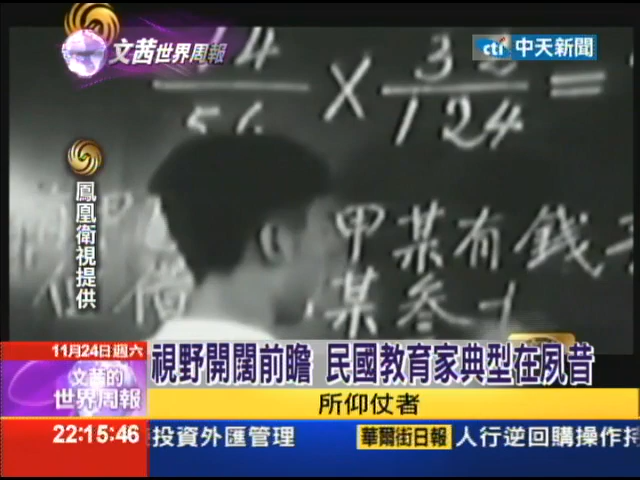 文茜世界周報
cti 中天新聞
14/56 × 3?/124 =
鳳凰衛視提供
甲某有錢
某叁十
11月24日週六
視野開闊前瞻 民國教育家典型在夙昔
文茜的
世界周報
所仰仗者
22:15:46
投資外匯管理 華爾街日報 人行逆回購操作持